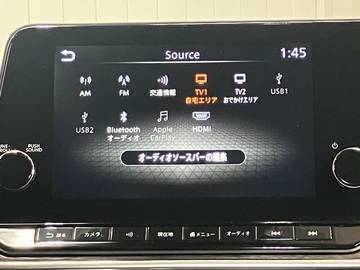 Source 1:45
AM FM 交通情報 TV1 TV2 USB1
自宅エリア おでかけエリア
USB2 Bluetooth Apple HDMI
オーディオ CarPlay
オーディオソースバーの編集
PUSH
SOUND
戻る カメラ 現在地 メニュー オーディオ